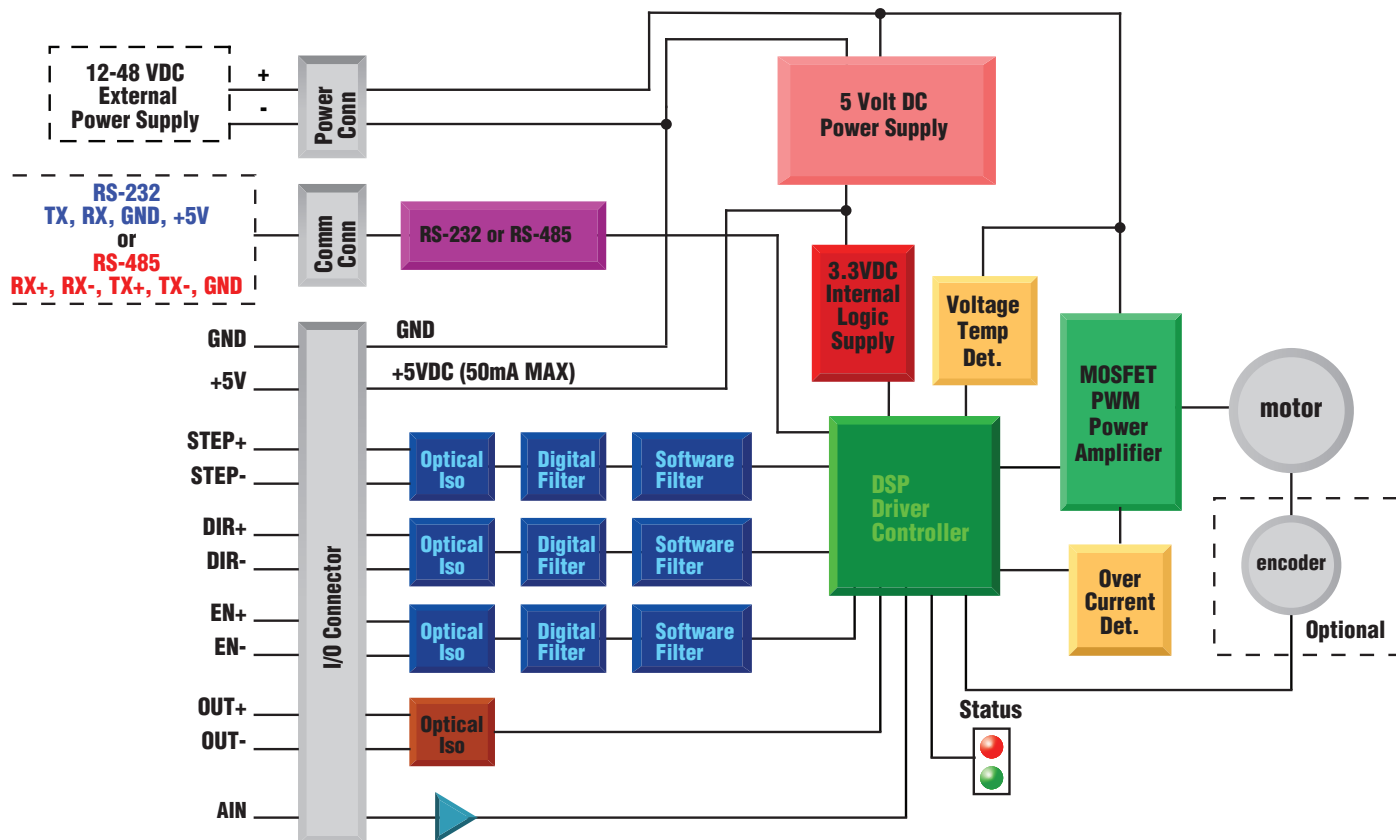 12-48 VDC
External
Power Supply
+
-
Power
Conn
5 Volt DC
Power Supply
RS-232
TX, RX, GND, +5V
or
RS-485
RX+, RX-, TX+, TX-, GND
Comm
Conn
RS-232 or RS-485
3.3VDC
Internal
Logic
Supply
Voltage
Temp
Det.
MOSFET
PWM
Power
Amplifier
motor
GND
GND
+5V
+5VDC (50mA MAX)
I/O Connector
STEP+
STEP-
Optical
Iso
Digital
Filter
Software
Filter
DSP
Driver
Controller
DIR+
DIR-
Optical
Iso
Digital
Filter
Software
Filter
Over
Current
Det.
encoder
Optional
EN+
EN-
Optical
Iso
Digital
Filter
Software
Filter
OUT+
OUT-
Optical
Iso
Status
AIN